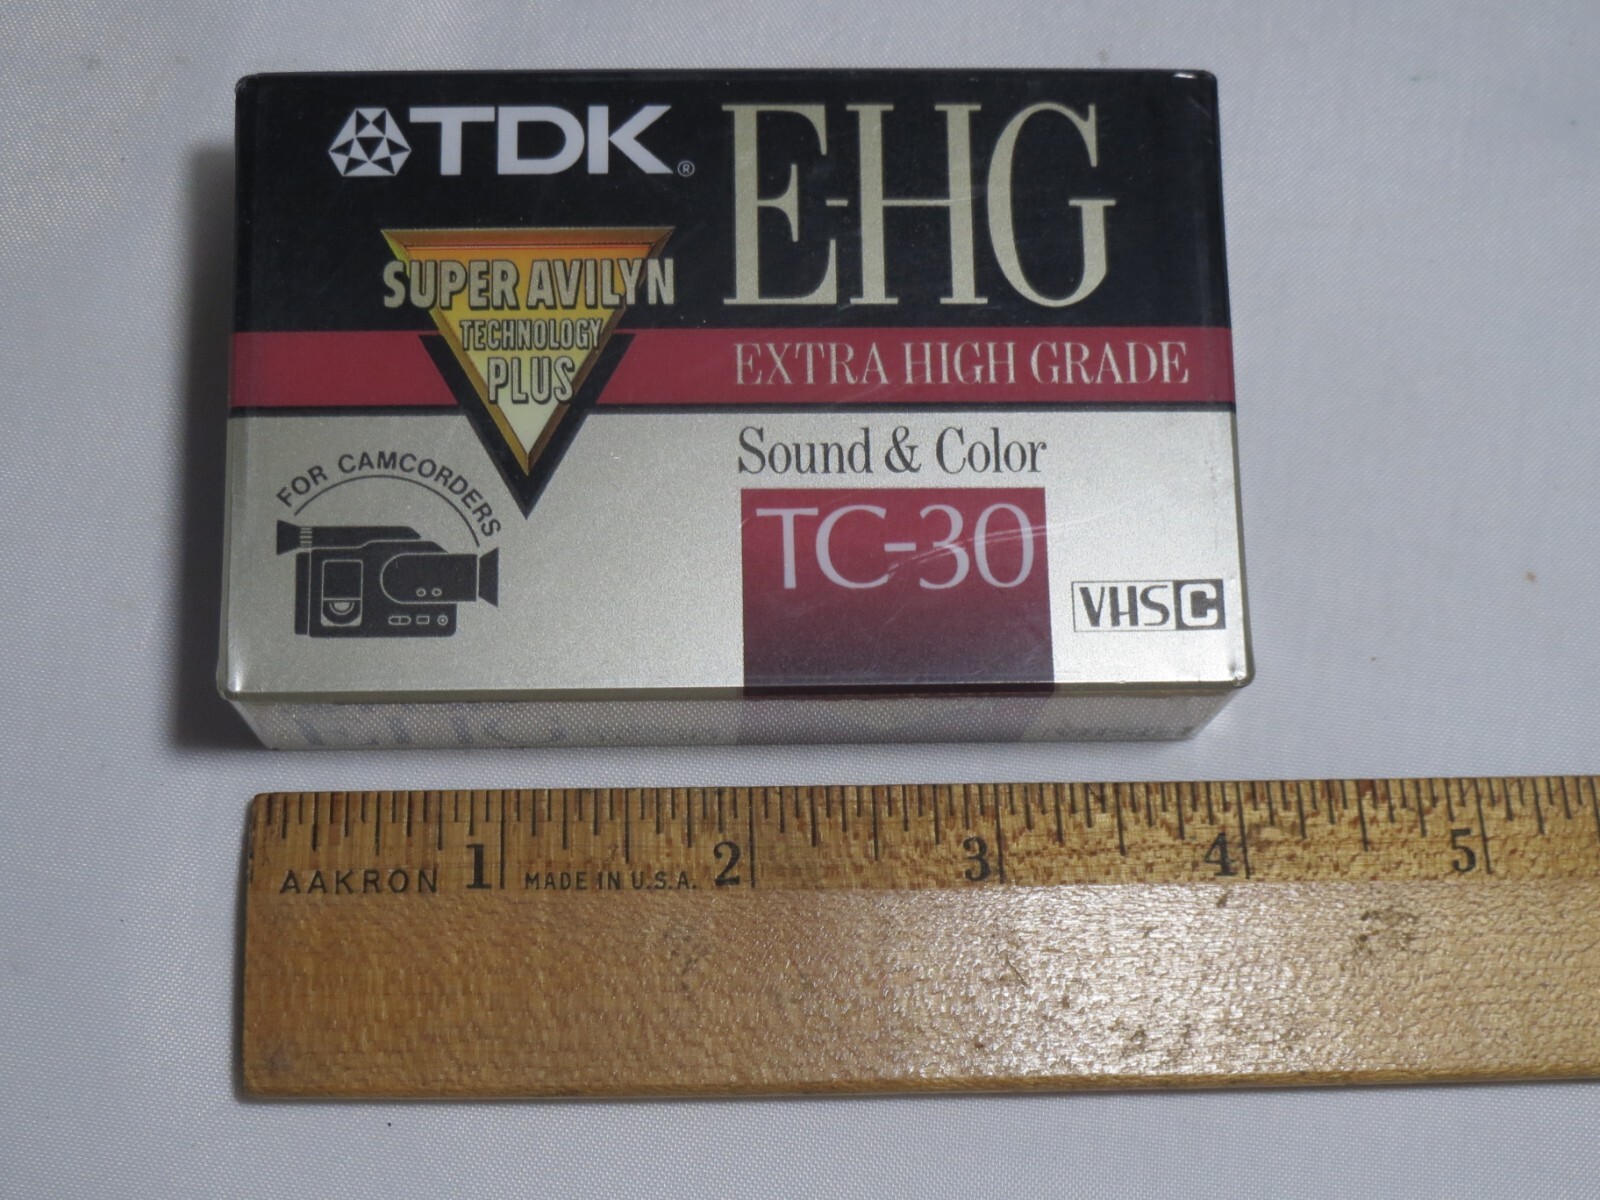 TDK®
E-HG
SUPER AVILYN
TECHNOLOGY
PLUS
EXTRA HIGH GRADE
Sound & Color
FOR CAMCORDERS
TC-30
VHS C
1 2 3 4 5
AAKRON MADE IN U.S.A.